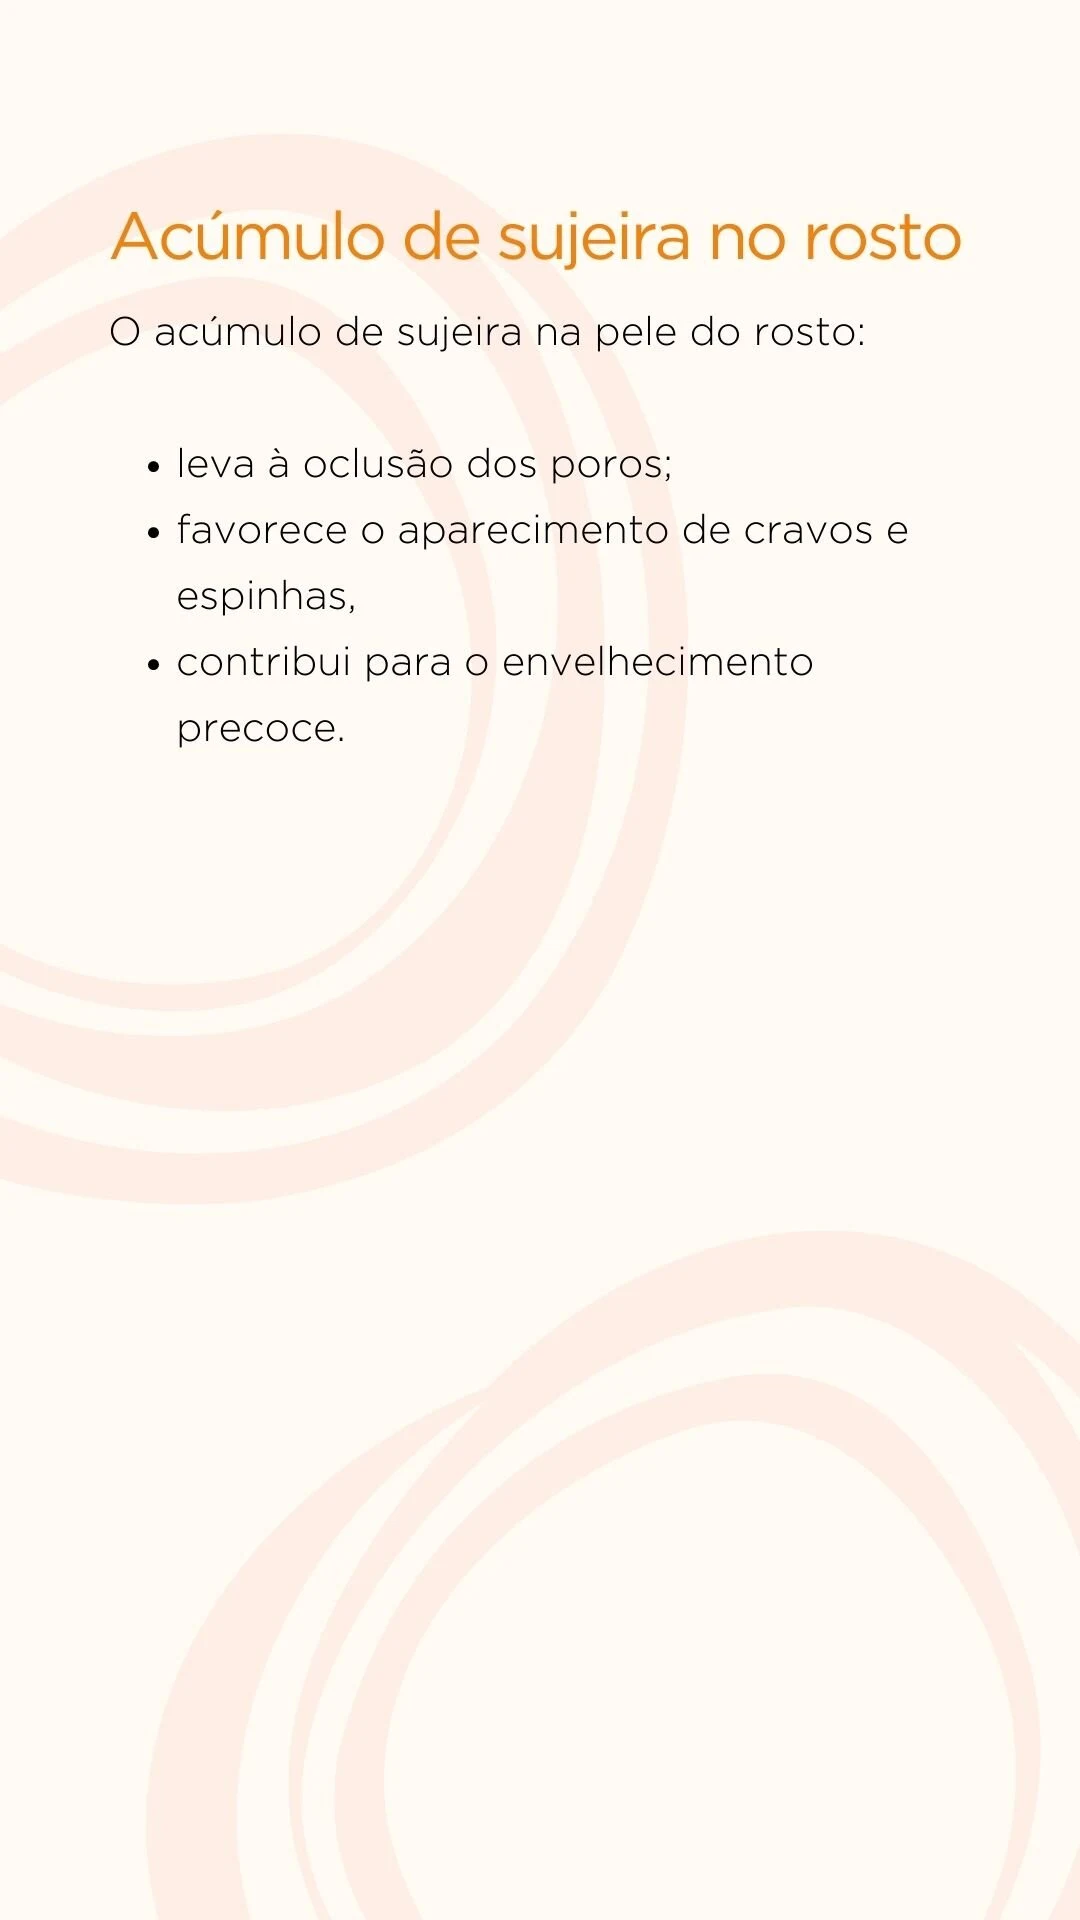 Acúmulo de sujeira no rosto
O acúmulo de sujeira na pele do rosto:
• leva à oclusão dos poros;
• favorece o aparecimento de cravos e
espinhas,
• contribui para o envelhecimento
precoce.